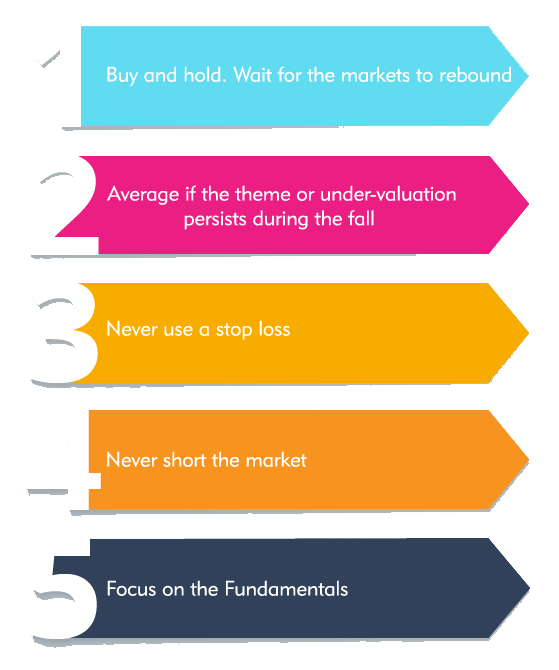 1
Buy and hold. Wait for the markets to rebound
2
Average if the theme or under-valuation
persists during the fall
3
Never use a stop loss
4
Never short the market
5
Focus on the Fundamentals